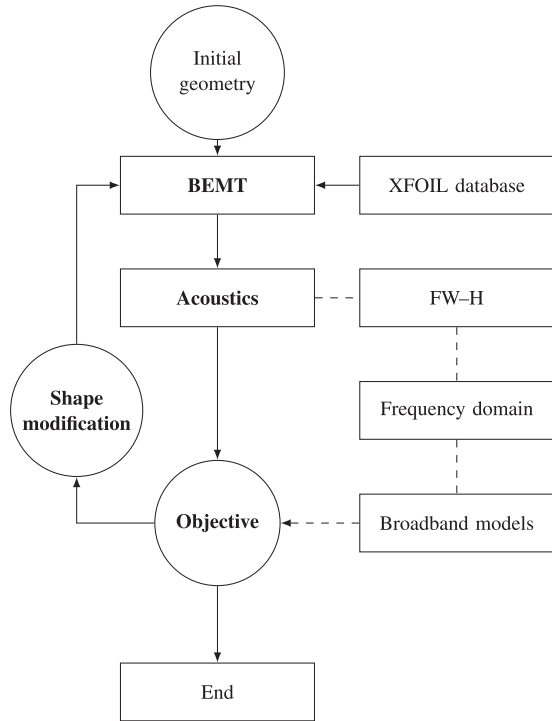 Initial
geometry
BEMT
XFOIL database
Acoustics
FW–H
Shape
modification
Frequency domain
Objective
Broadband models
End